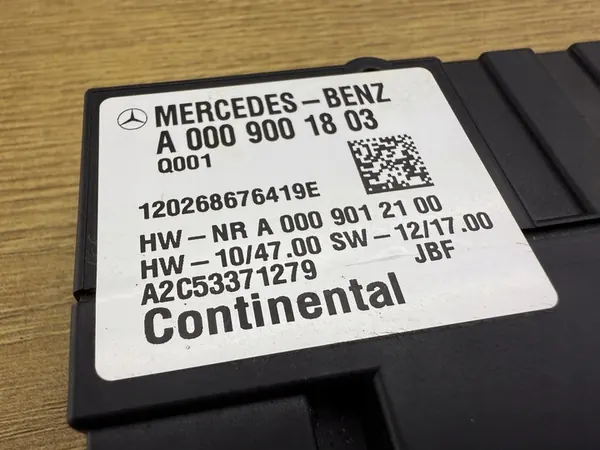 MERCEDES-BENZ
A 000 900 18 03
Q001
120268676419E
HW-NR A 000 901 21 00
HW-10/47.00 SW-12/17.00
A2C53371279 JBF
Continental